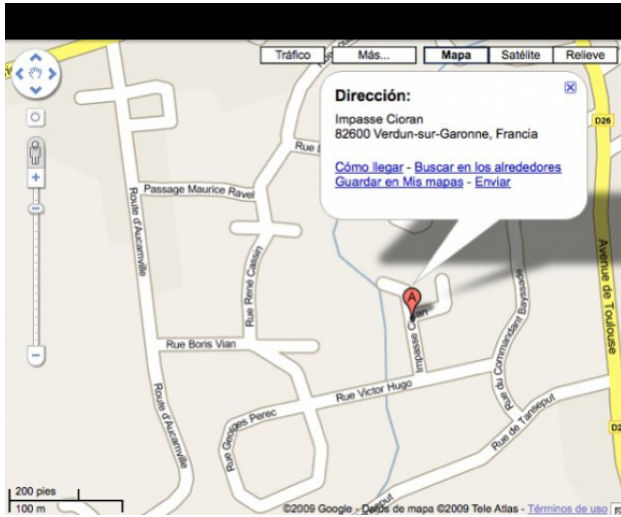 Tráfico
Más...
Mapa
Satélite
Relieve
Dirección:
Impasse Cioran
82600 Verdun-sur-Garonne, Francia
Cómo llegar - Buscar en los alrededores
Guardar en Mis mapas - Enviar
D26
Passage Maurice Ravel
Route d'Aucamville
Rue René Cassin
Avenue de Toulouse
Impasse Cioran
A
Rue du Commandant Bayssade
Rue Boris Vian
Rue Victor Hugo
Route d'Aucamville
Rue Georges Perec
Rue de Tanseput
200 pies
100 m
©2009 Google - Datos de mapa ©2009 Tele Atlas - Términos de uso